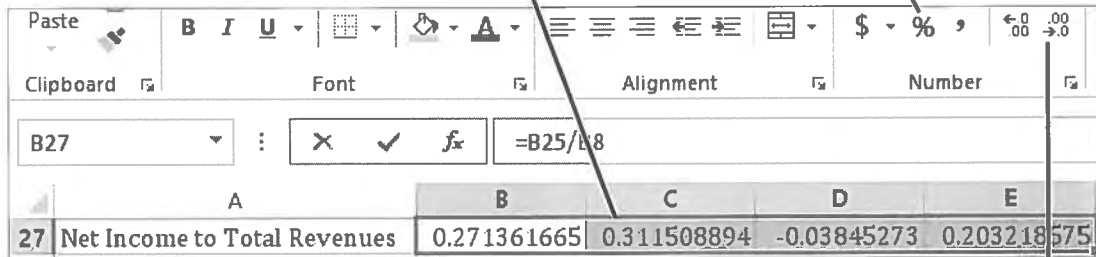 Paste
B I U A $ % , ←.0 .00 .00 →.0
Clipboard Font Alignment Number
B27 fx =B25/B8
A B C D E
27 Net Income to Total Revenues 0.271361665 0.311508894 -0.03845273 0.203218575